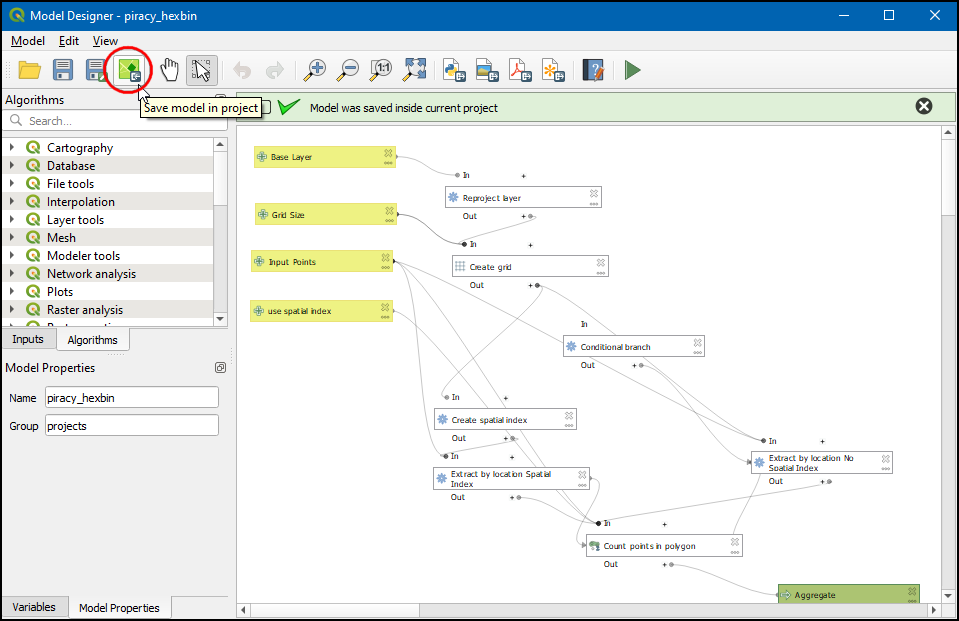 Model Designer - piracy_hexbin
Model Edit View
1:1
Save model in project
Model was saved inside current project
Algorithms
Search...
Cartography
Database
File tools
Interpolation
Layer tools
Mesh
Modeler tools
Network analysis
Plots
Raster analysis
Inputs
Algorithms
Model Properties
Name piracy_hexbin
Group projects
Variables
Model Properties
Base Layer
In
Reproject layer
Out
Grid Size
In
Input Points
Create grid
Out
use spatial index
In
Conditional branch
Out
In
Create spatial index
Out
In
Extract by location Spatial
Index
Out
In
Extract by location No
Spatial Index
Out
In
Count points in polygon
Out
Aggregate